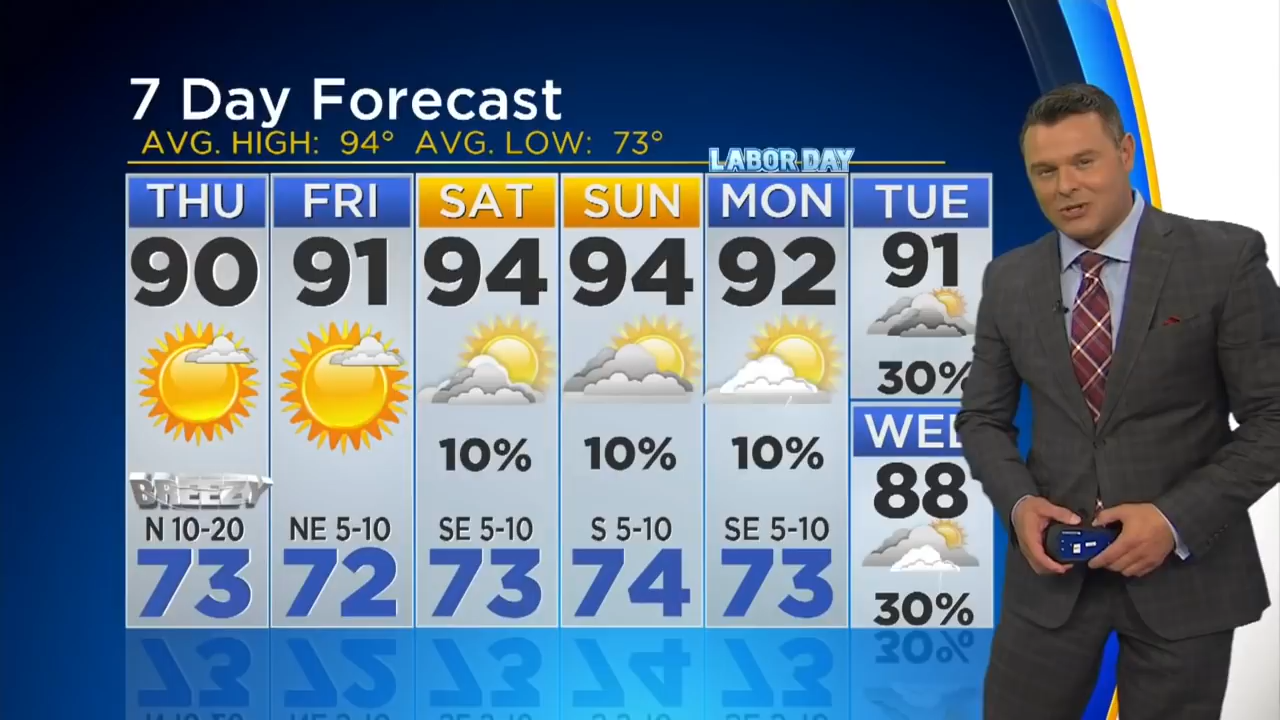 7 Day Forecast
AVG. HIGH: 94° AVG. LOW: 73°
LABOR DAY
THU FRI SAT SUN MON TUE
90 91 94 94 92 91
30%
WED
10% 10% 10%
88
BREEZY
N 10-20 NE 5-10 SE 5-10 S 5-10 SE 5-10
73 72 73 74 73
30%